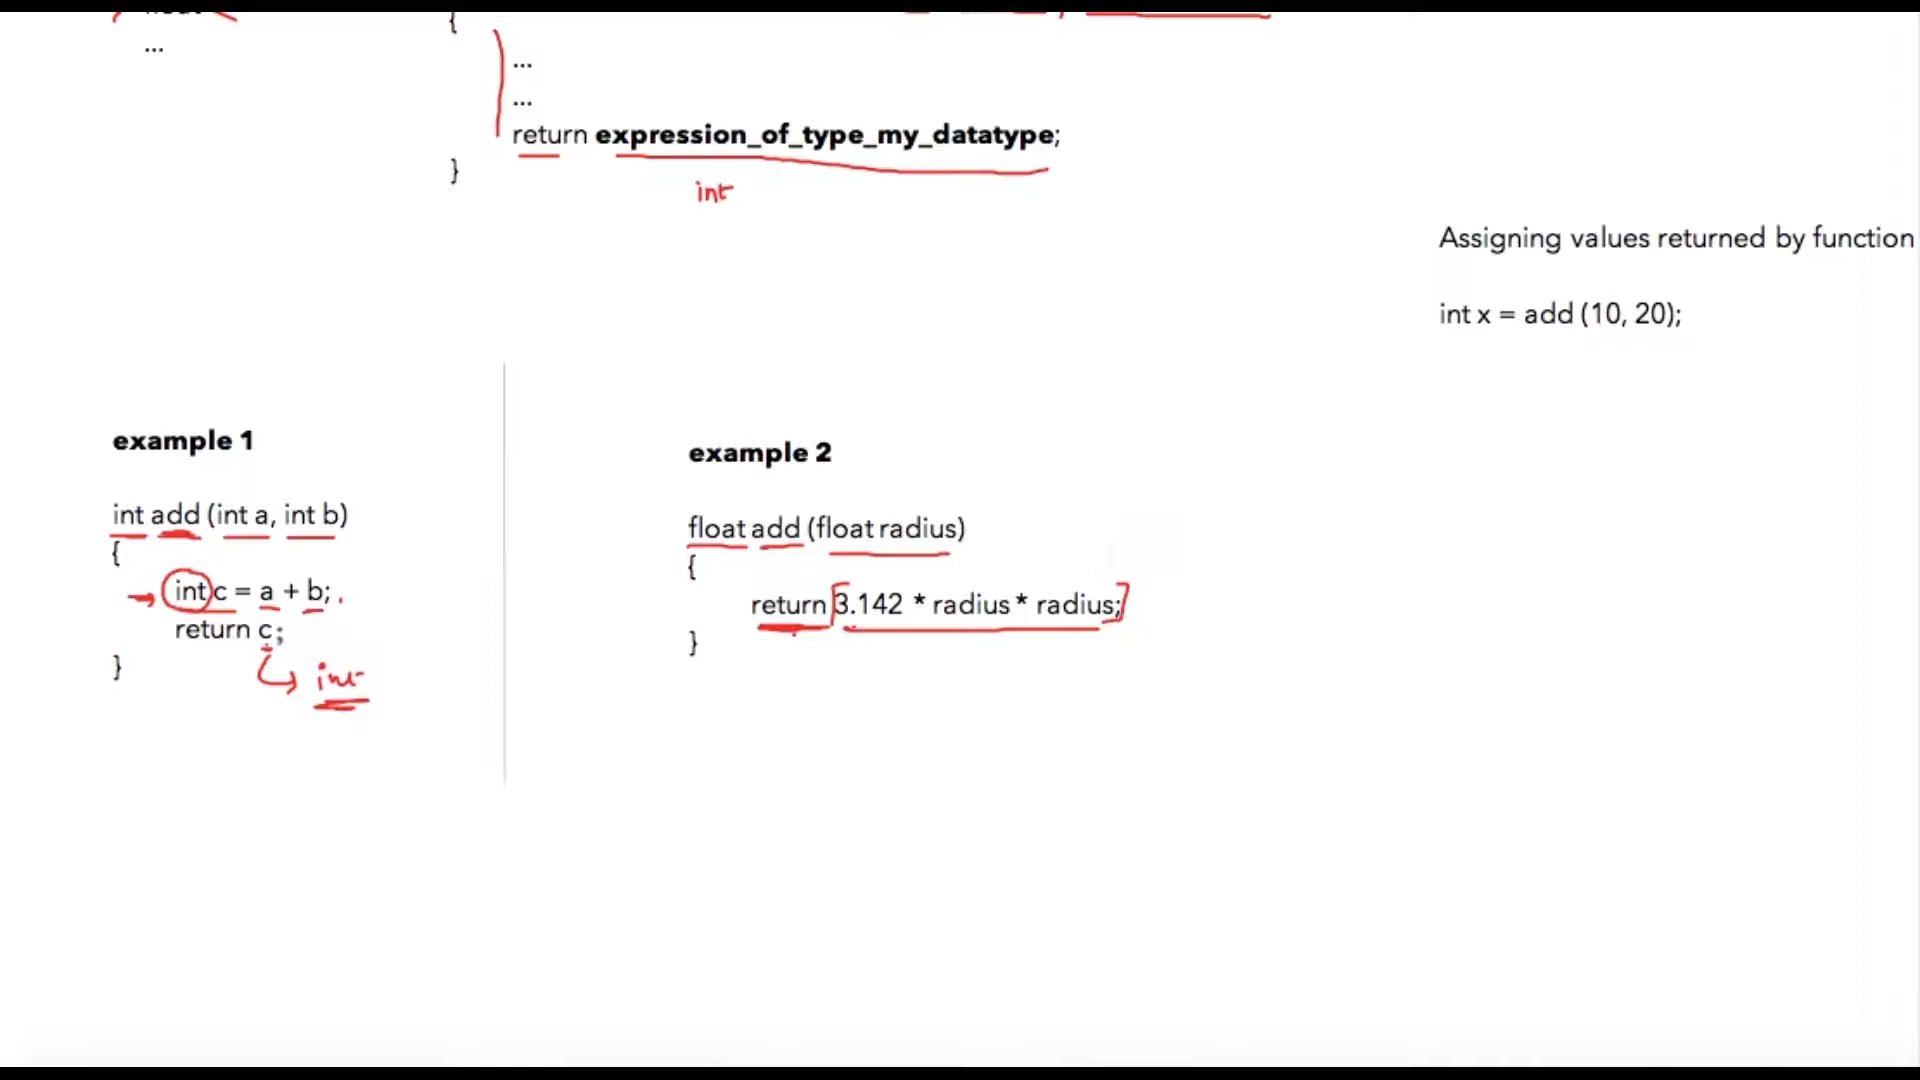 ...
{
...
...
return expression_of_type_my_datatype;
}
int
Assigning values returned by function
int x = add (10, 20);
example 1
int add (int a, int b)
{
int c = a + b;
return c;
}
int
example 2
float add (float radius)
{
return 3.142 * radius * radius;
}